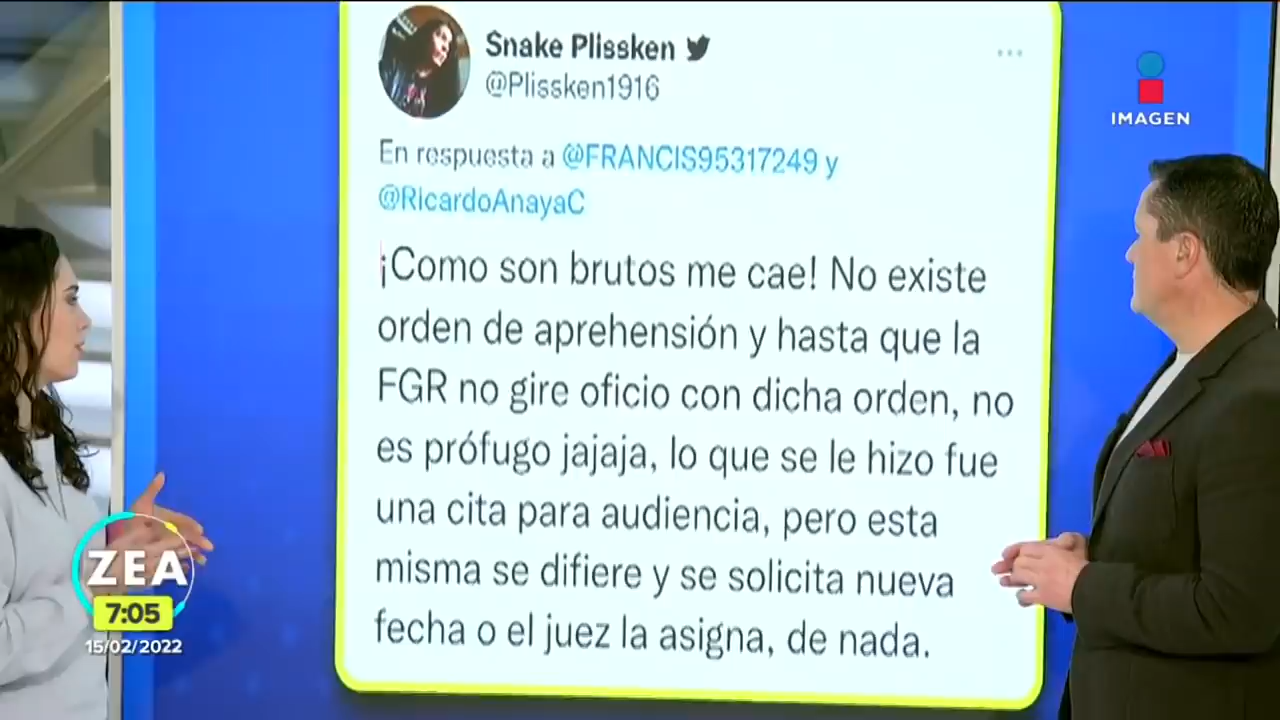 Snake Plissken
@Plissken1916
En respuesta a @FRANCIS95317249 y
@RicardoAnayaC
¡Como son brutos me cae! No existe
orden de aprehensión y hasta que la
FGR no gire oficio con dicha orden, no
es prófugo jajaja, lo que se le hizo fue
una cita para audiencia, pero esta
misma se difiere y se solicita nueva
fecha o el juez la asigna, de nada.
IMAGEN
ZEA
7:05
15/02/2022